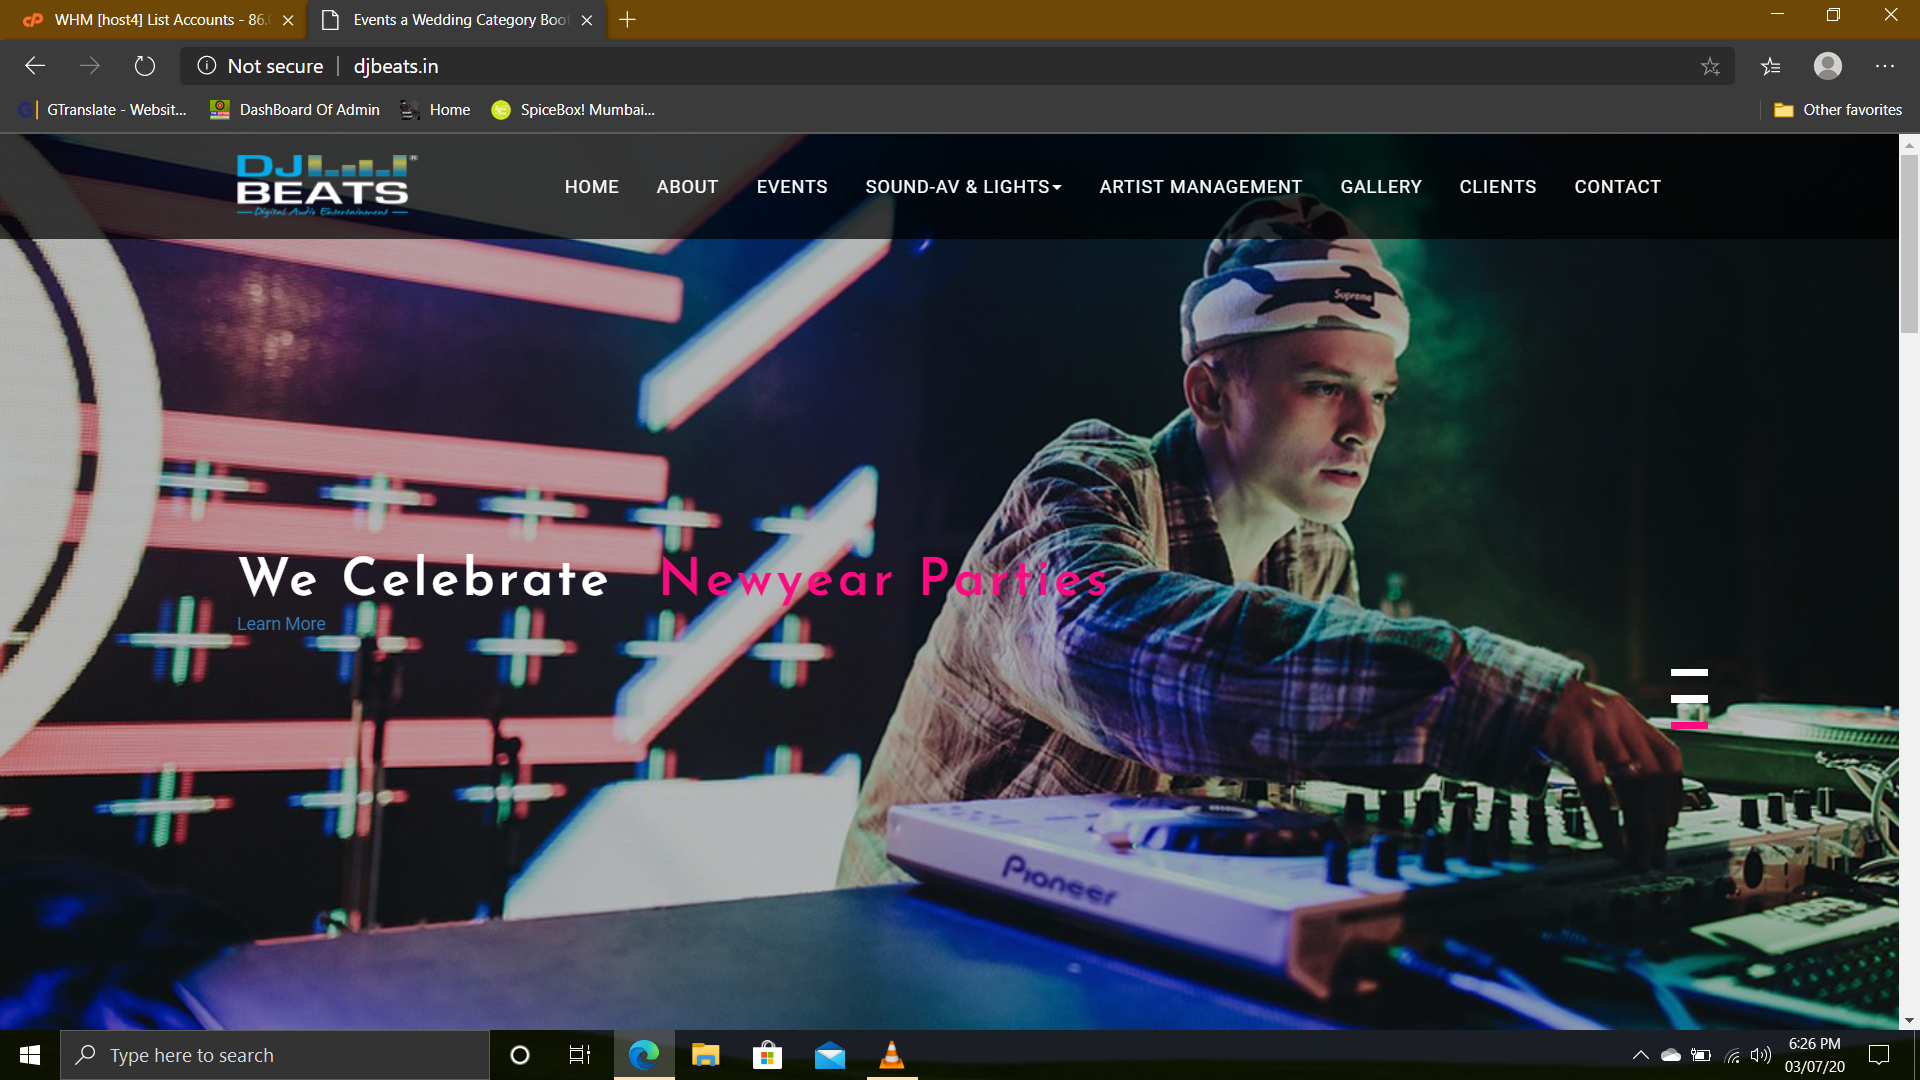 WHM [host4] List Accounts - 86.
Events a Wedding Category Boo
Not secure
djbeats.in
GTranslate - Websit...
DashBoard Of Admin
Home
SpiceBox! Mumbai...
Other favorites
DJ
BEATS
Digital Audio Entertainment
HOME
ABOUT
EVENTS
SOUND-AV & LIGHTS
ARTIST MANAGEMENT
GALLERY
CLIENTS
CONTACT
Supreme
We Celebrate Newyear Parties
Learn More
Pioneer
Type here to search
6:26 PM
03/07/20